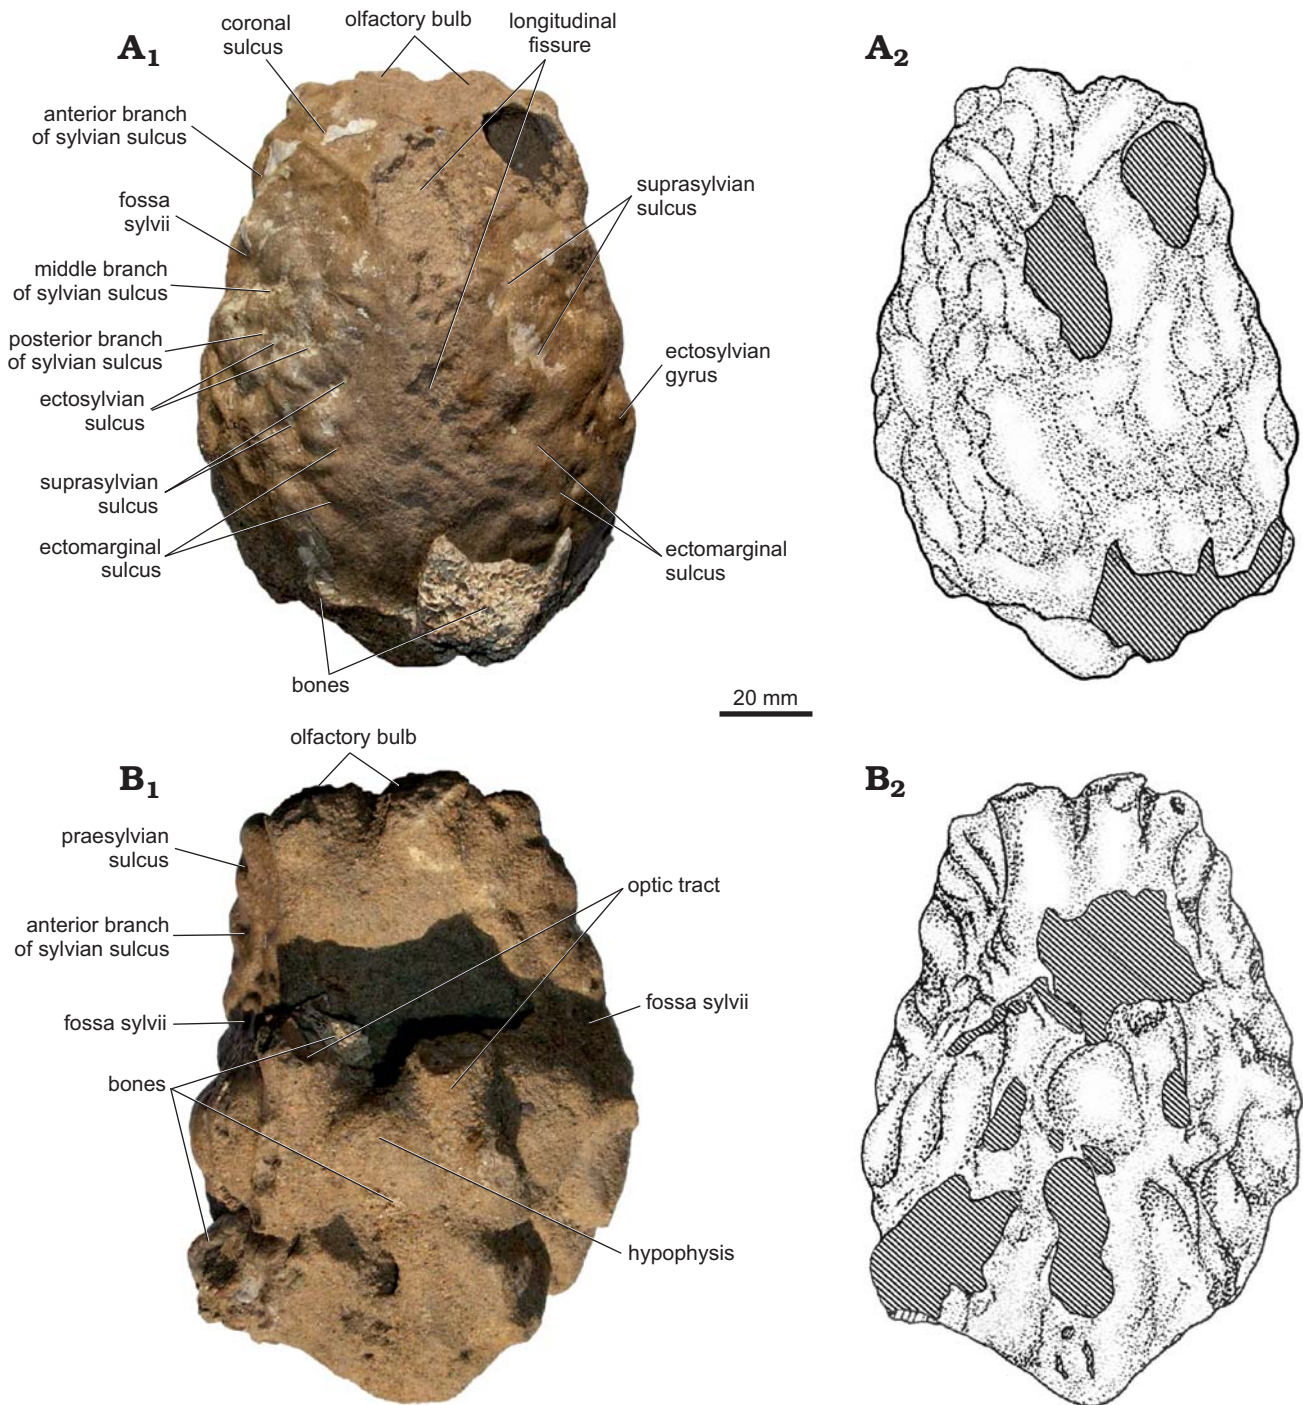 A1
coronal
sulcus
olfactory bulb
longitudinal
fissure
anterior branch
of sylvian sulcus
fossa
sylvii
middle branch
of sylvian sulcus
posterior branch
of sylvian sulcus
ectosylvian
sulcus
suprasylvian
sulcus
ectomarginal
sulcus
bones
suprasylvian
sulcus
ectosylvian
gyrus
ectomarginal
sulcus
A2
20 mm
B1
olfactory bulb
praesylvian
sulcus
anterior branch
of sylvian sulcus
fossa sylvii
bones
optic tract
fossa sylvii
hypophysis
B2